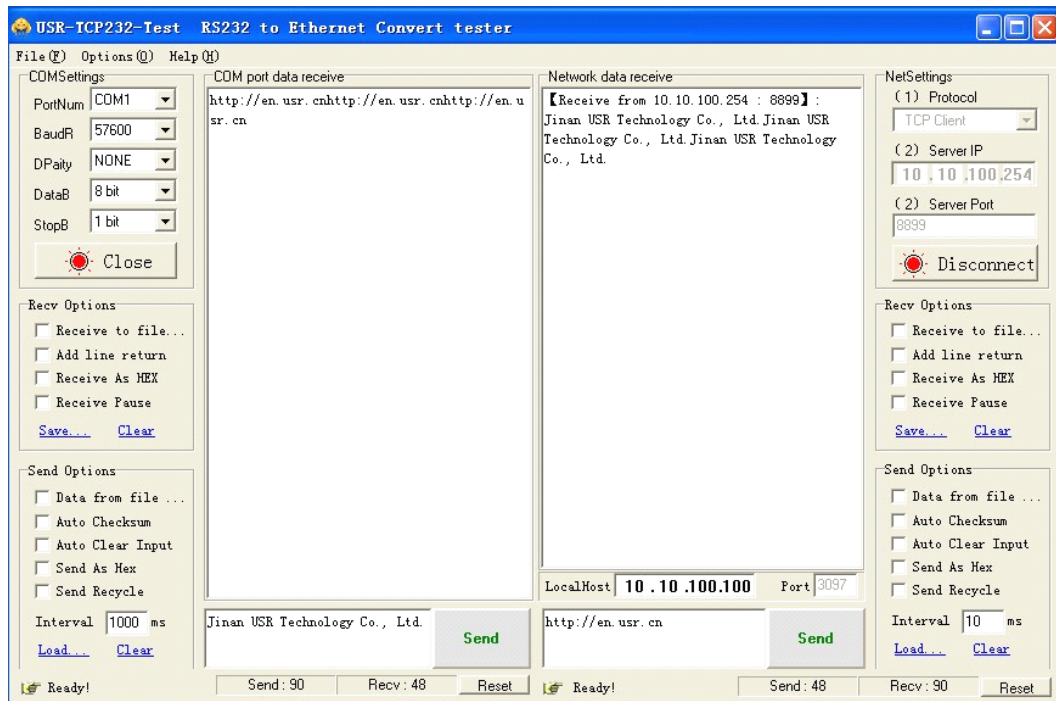 USR-TCP232-Test RS232 to Ethernet Convert tester
File(F) Options(O) Help(H)
COMSettings
PortNum COM1
BaudR 57600
DPaity NONE
DataB 8 bit
StopB 1 bit
Close
Recv Options
Receive to file...
Add line return
Receive As HEX
Receive Pause
Save... Clear
Send Options
Data from file ...
Auto Checksum
Auto Clear Input
Send As Hex
Send Recycle
Interval 1000 ms
Load... Clear
COM port data receive
http://en.usr.cnhttp://en.usr.cnhttp://en.u
sr.cn
Jinan USR Technology Co., Ltd.
Send
Network data receive
【Receive from 10.10.100.254 : 8899】:
Jinan USR Technology Co., Ltd.Jinan USR
Technology Co., Ltd.Jinan USR Technology
Co., Ltd.
LocalHost 10 .10 .100.100 Port 3097
http://en.usr.cn
Send
NetSettings
(1) Protocol
TCP Client
(2) Server IP
10 .10 .100.254
(2) Server Port
8899
Disconnect
Recv Options
Receive to file...
Add line return
Receive As HEX
Receive Pause
Save... Clear
Send Options
Data from file ...
Auto Checksum
Auto Clear Input
Send As Hex
Send Recycle
Interval 10 ms
Load... Clear
Ready! Send : 90 Recv : 48 Reset
Ready! Send : 48 Recv : 90 Reset